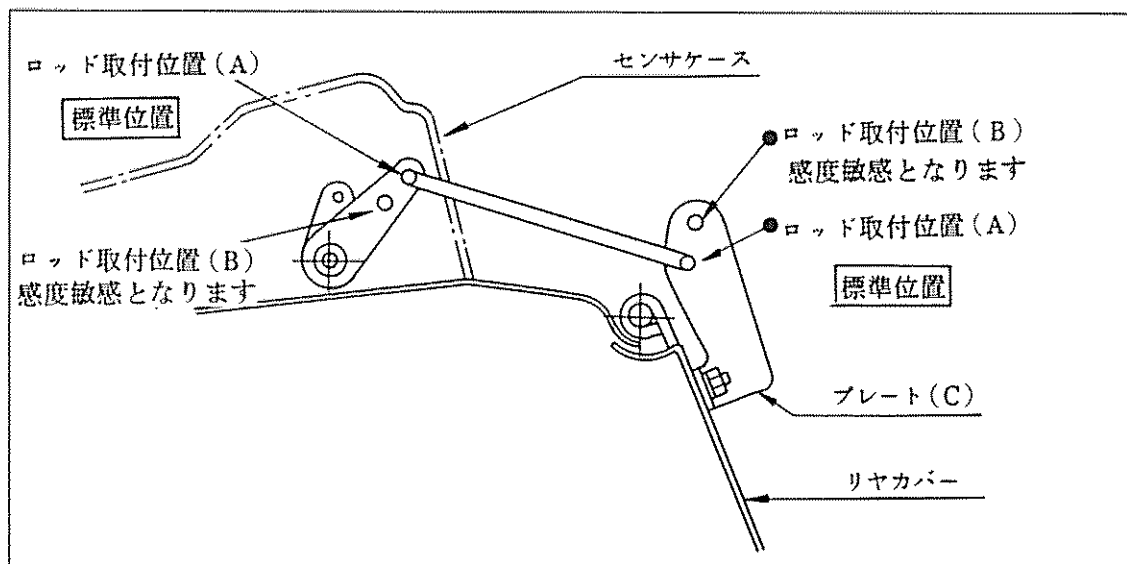 ロッド取付位置(A)
標準位置
センサケース
ロッド取付位置(B)
感度敏感となります
ロッド取付位置(A)
標準位置
ロッド取付位置(B)
感度敏感となります
プレート(C)
リヤカバー